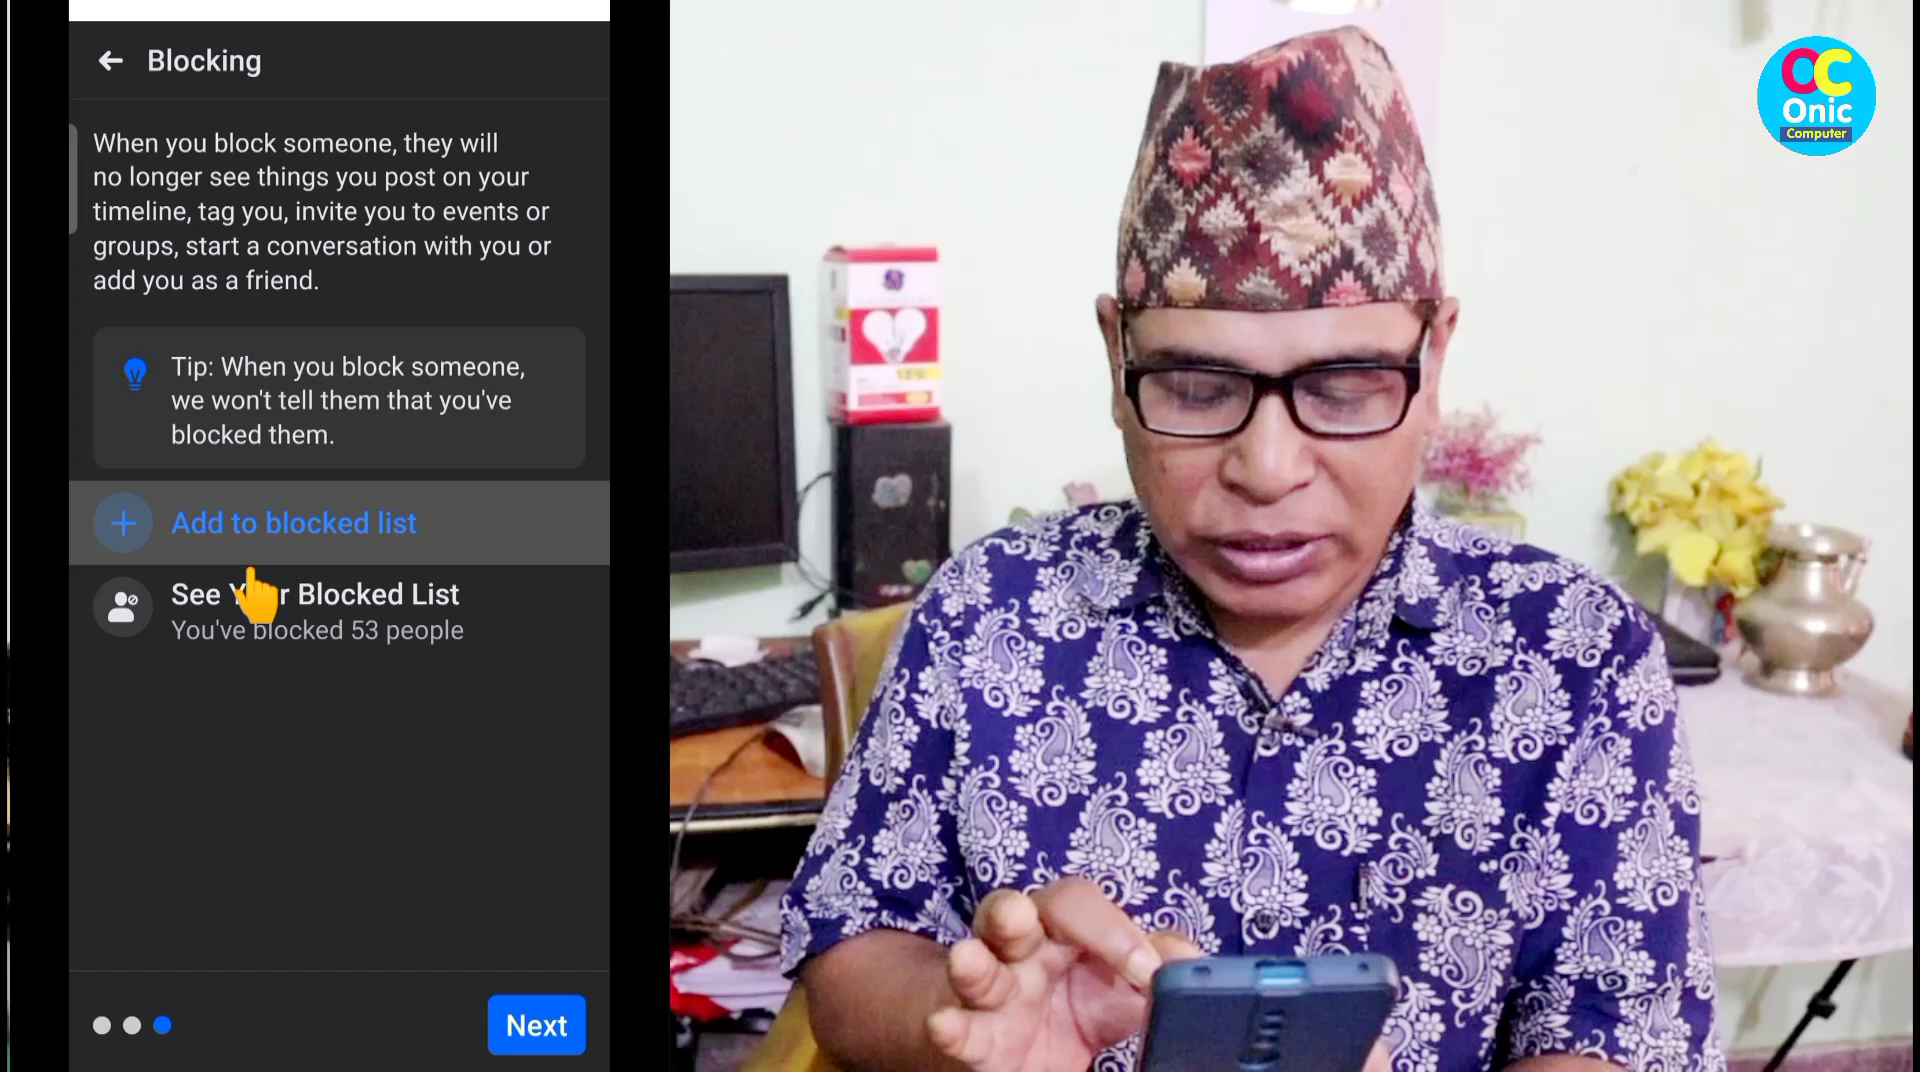 Blocking
When you block someone, they will
no longer see things you post on your
timeline, tag you, invite you to events or
groups, start a conversation with you or
add you as a friend.
Tip: When you block someone,
we won't tell them that you've
blocked them.
Add to blocked list
See Your Blocked List
You've blocked 53 people
Next
OC
Onic
Computer